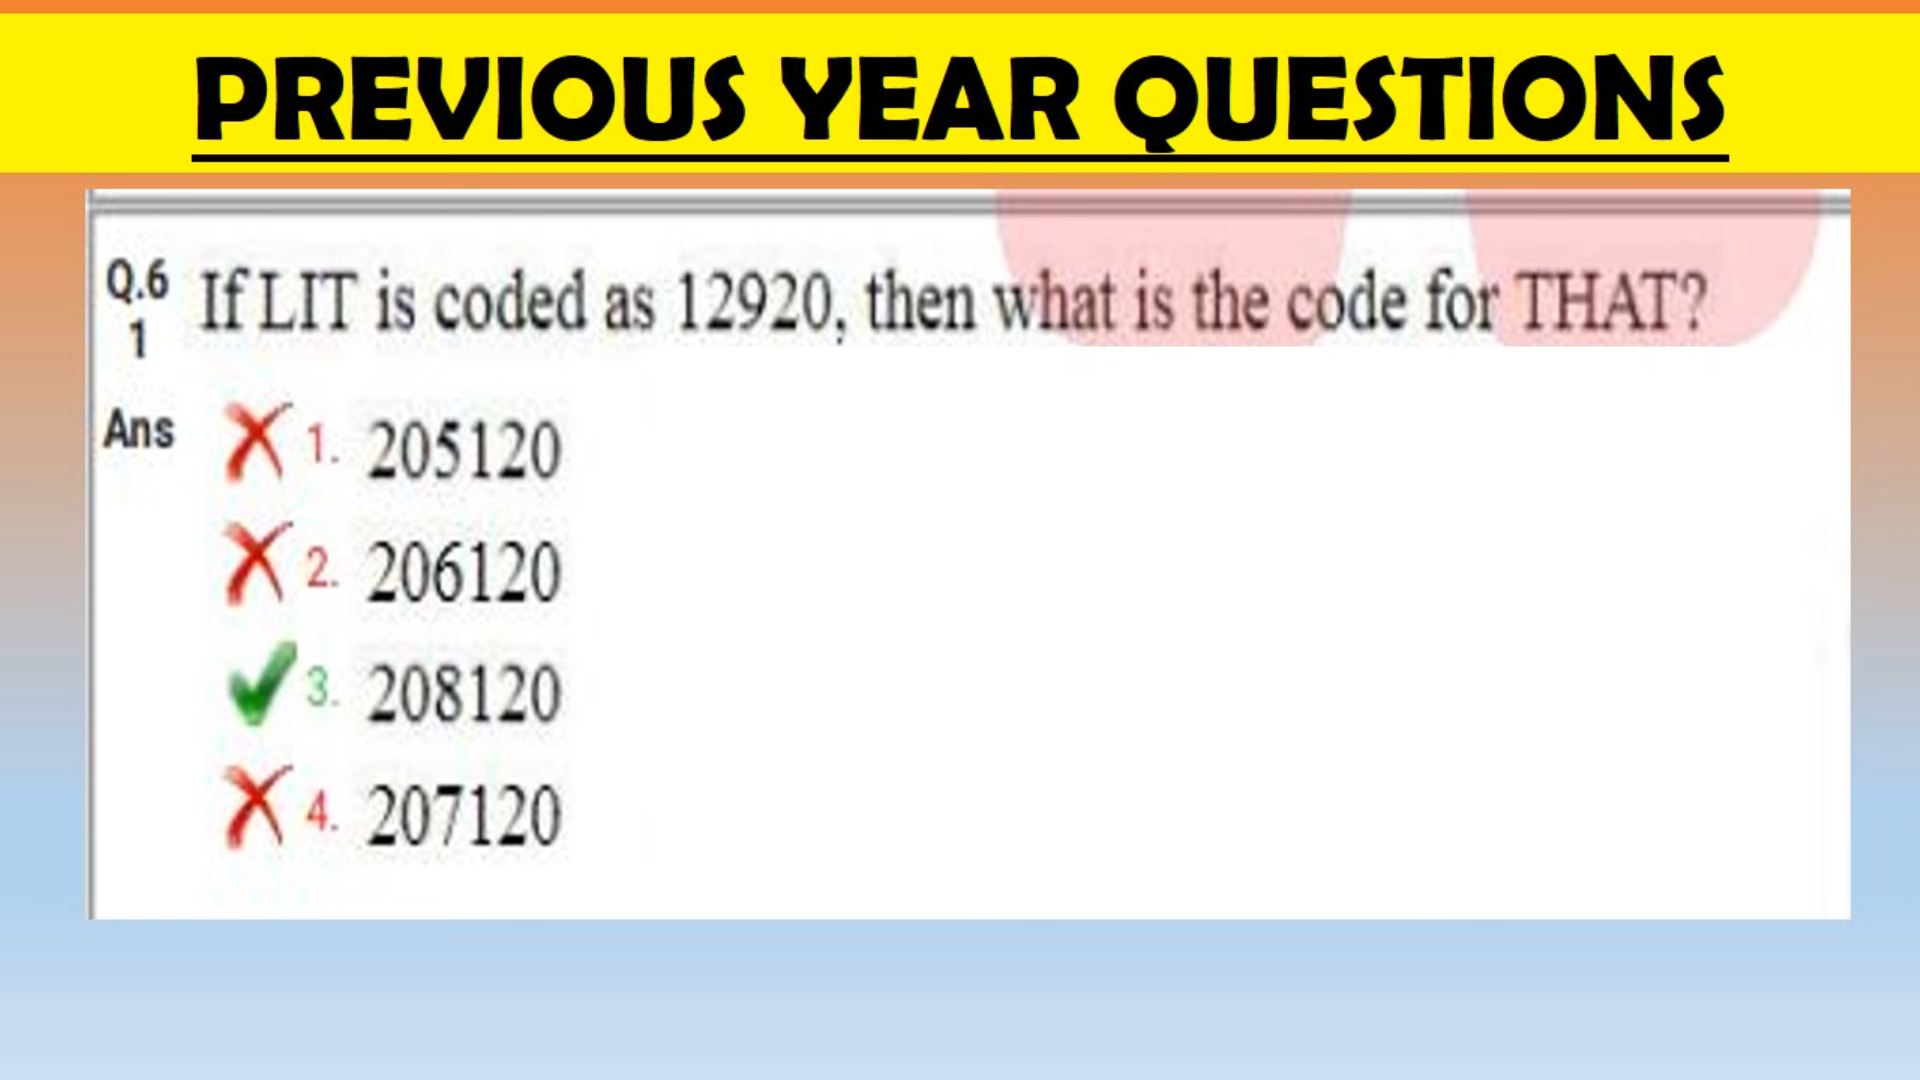 PREVIOUS YEAR QUESTIONS
Q.6 If LIT is coded as 12920, then what is the code for THAT?
1
Ans 1. 205120
2. 206120
3. 208120
4. 207120